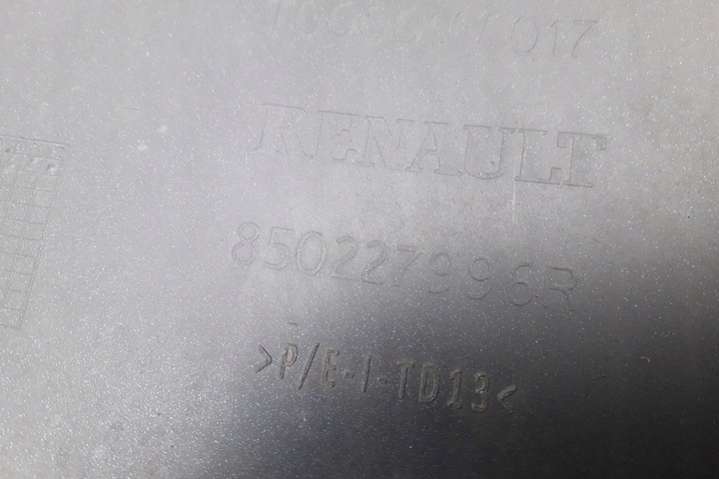 RENAULT
850227996R
>P/E-I-TD13<